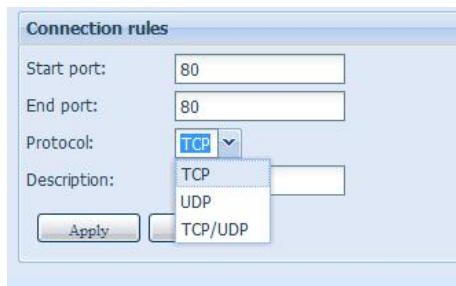 Connection rules
Start port: 80
End port: 80
Protocol: TCP
Description: TCP
UDP
Apply TCP/UDP